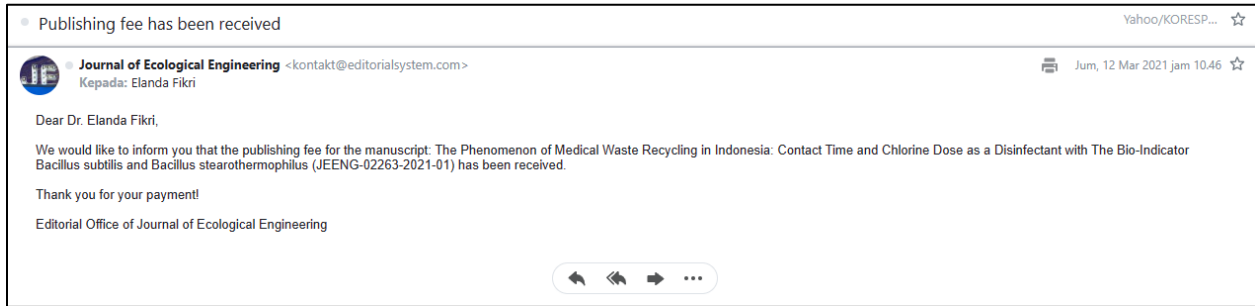 Publishing fee has been received
Yahoo/KORESP...
JE
Journal of Ecological Engineering <kontakt@editorialsystem.com>
Jum, 12 Mar 2021 jam 10.46
Kepada: Elanda Fikri
Dear Dr. Elanda Fikri,
We would like to inform you that the publishing fee for the manuscript: The Phenomenon of Medical Waste Recycling in Indonesia: Contact Time and Chlorine Dose as a Disinfectant with The Bio-Indicator
Bacillus subtilis and Bacillus stearothermophilus (JEENG-02263-2021-01) has been received.
Thank you for your payment!
Editorial Office of Journal of Ecological Engineering